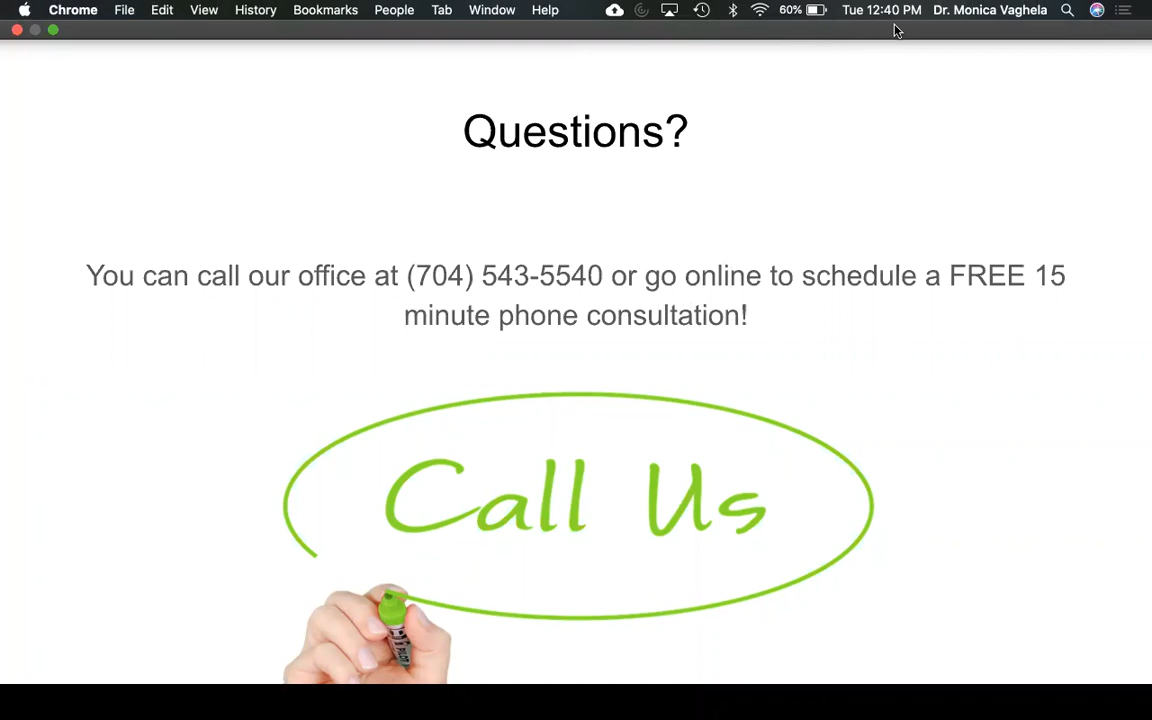 Chrome File Edit View History Bookmarks People Tab Window Help 60% Tue 12:40 PM Dr. Monica Vaghela
Questions?
You can call our office at (704) 543-5540 or go online to schedule a FREE 15
minute phone consultation!
Call Us
PILOT